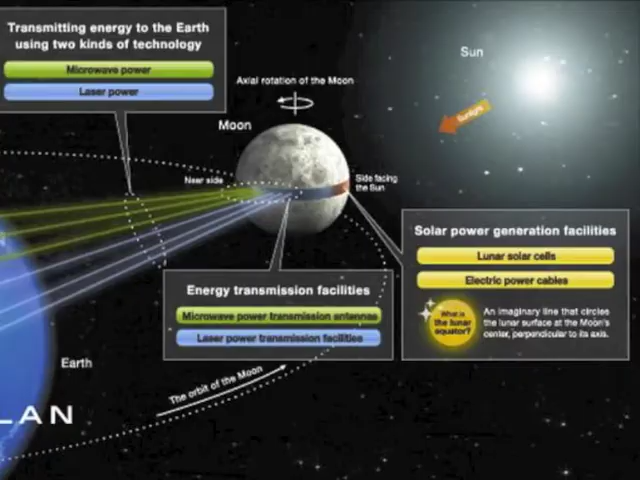 Transmitting energy to the Earth
using two kinds of technology
Microwave power
Laser power
Sun
Sunlight
Axial rotation of the Moon
Moon
Near side
Side facing
the Sun
Solar power generation facilities
Lunar solar cells
Electric power cables
What is
the lunar
equator?
An imaginary line that circles
the lunar surface at the Moon's
center, perpendicular to its axis.
Energy transmission facilities
Microwave power transmission antennas
Laser power transmission facilities
Earth
The orbit of the Moon
LAN